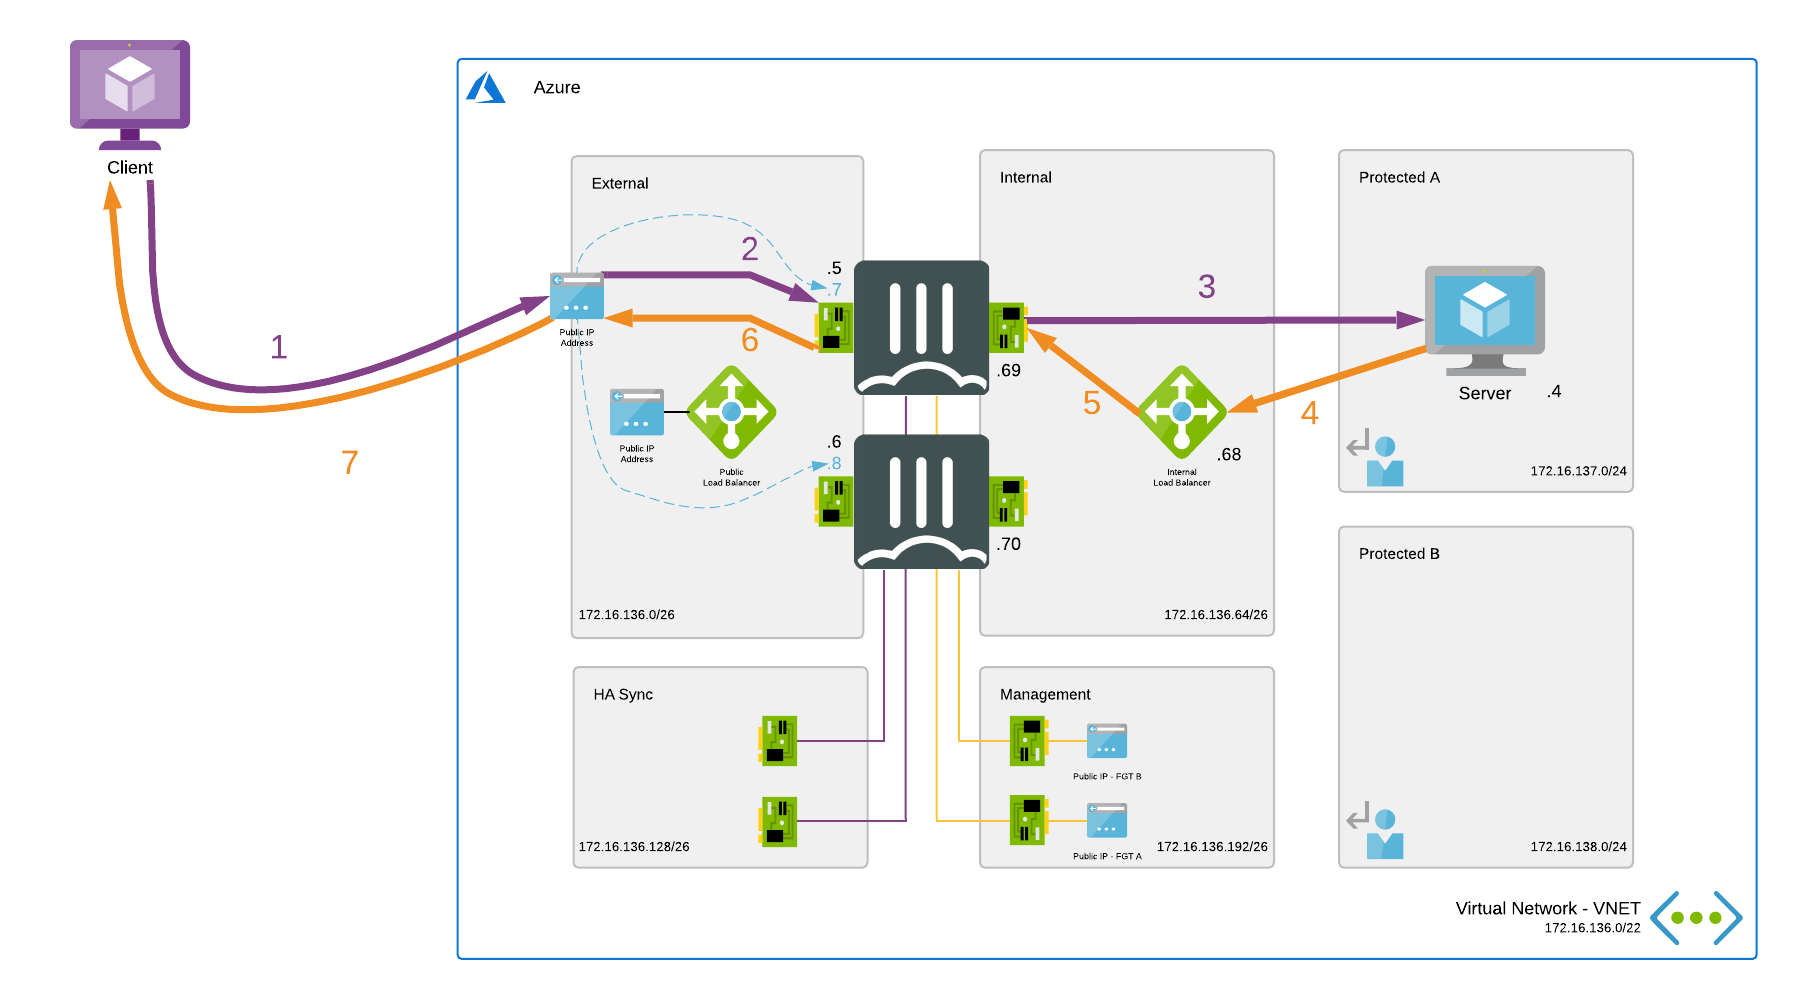 Client
Azure
External
Internal
Protected A
1
2
3
4
5
6
7
.5
.7
.69
Public IP
Address
Public IP
Address
Public
Load Balancer
.6
.8
.70
.68
Internal
Load Balancer
Server
.4
172.16.137.0/24
172.16.136.0/26
172.16.136.64/26
Protected B
172.16.138.0/24
HA Sync
172.16.136.128/26
Management
Public IP - FGT B
Public IP - FGT A
172.16.136.192/26
Virtual Network - VNET
172.16.136.0/22